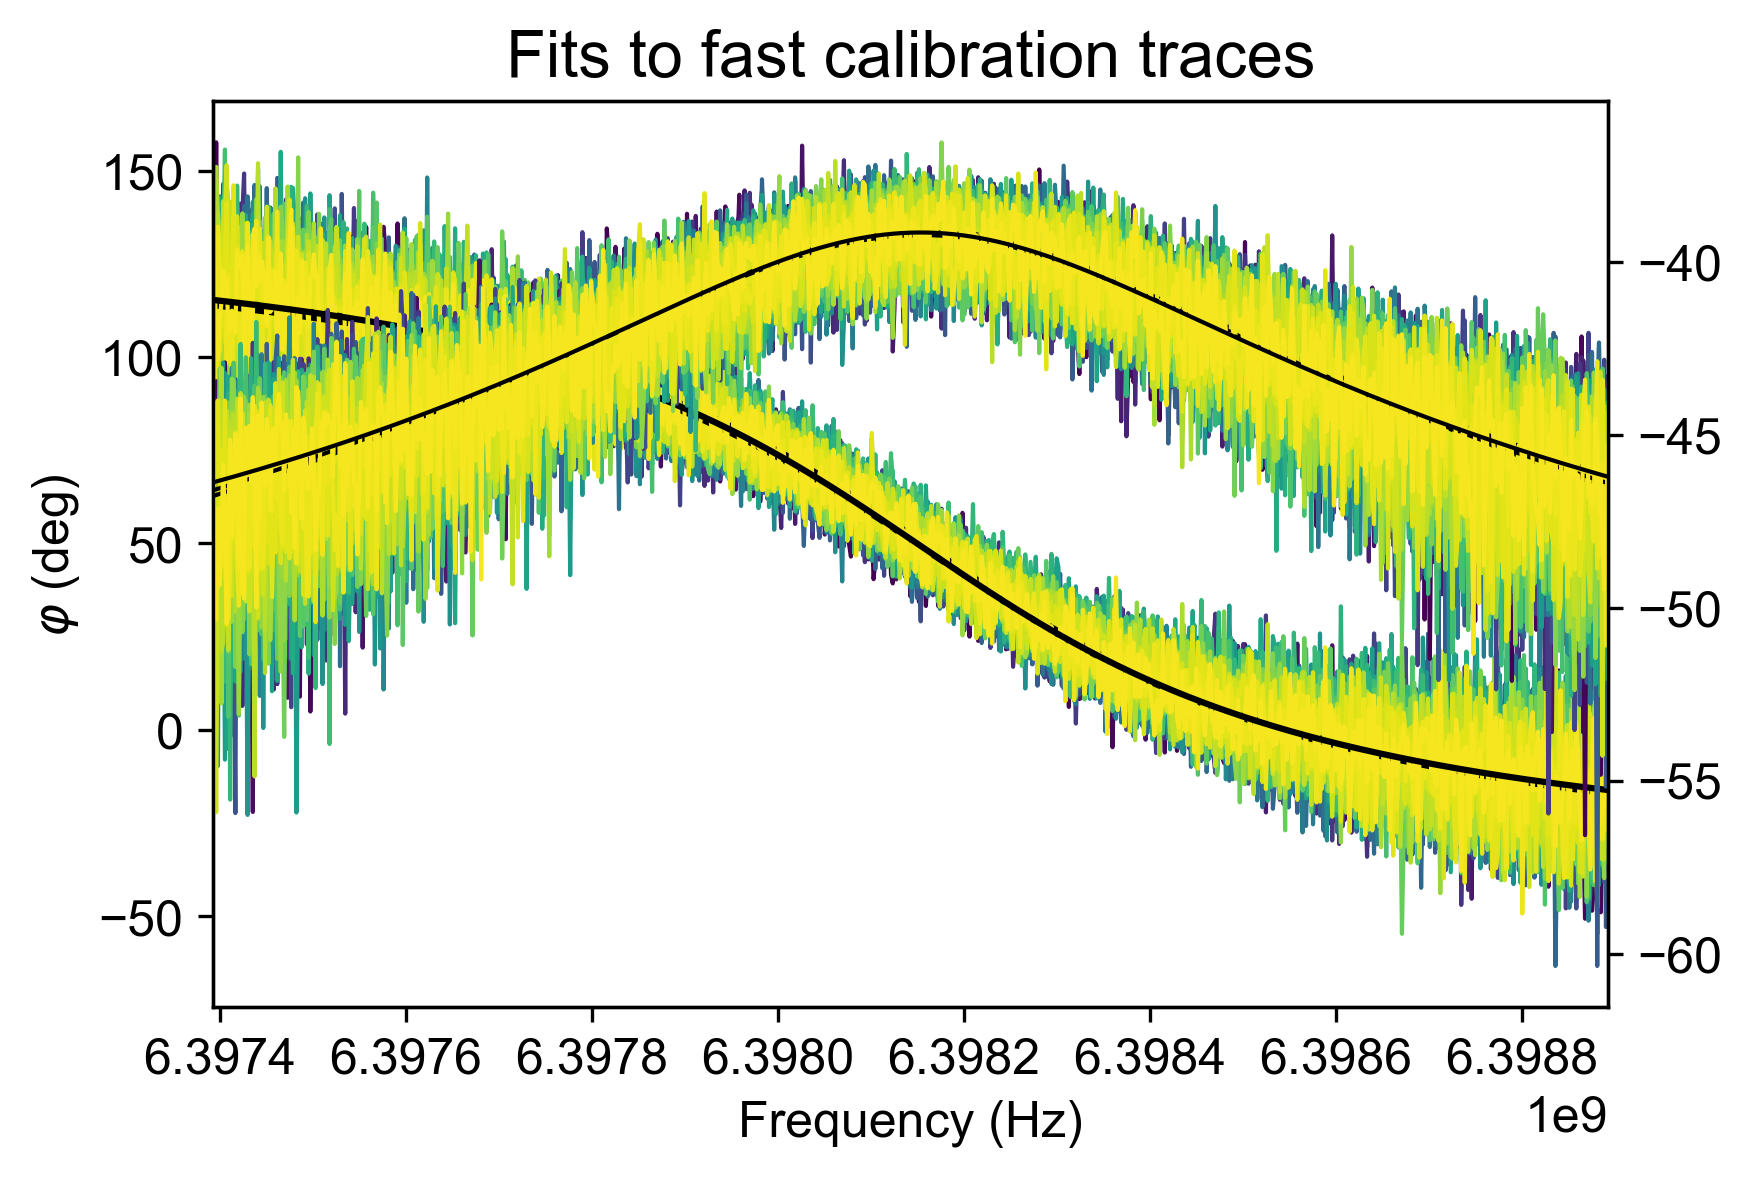 Fits to fast calibration traces
φ (deg)
150
100
50
0
−50
−40
−45
−50
−55
−60
6.3974 6.3976 6.3978 6.3980 6.3982 6.3984 6.3986 6.3988
1e9
Frequency (Hz)